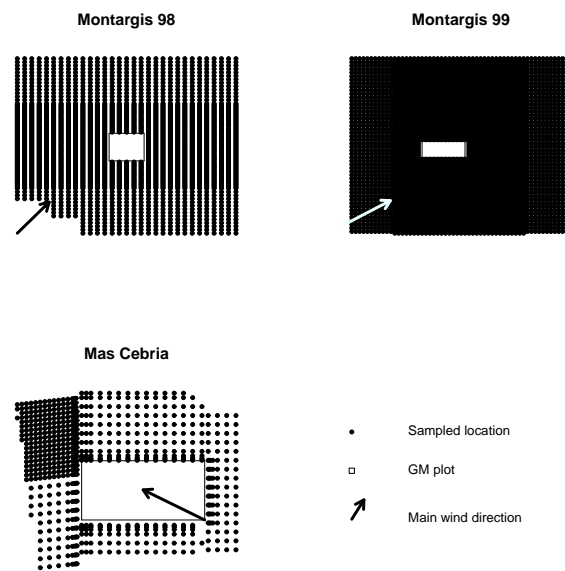 Montargis 98
Montargis 99
Mas Cebria
Sampled location
GM plot
Main wind direction